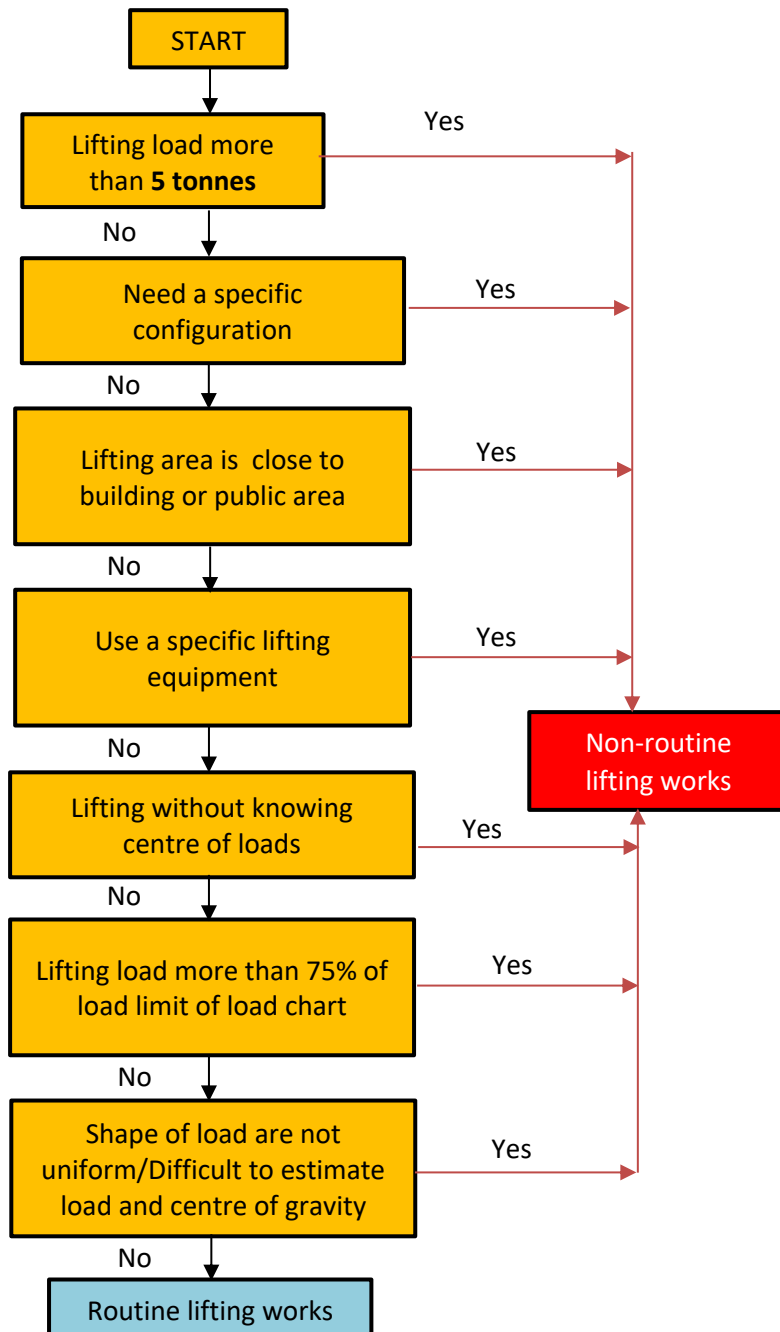 START
Yes
Lifting load more
than 5 tonnes
No
Need a specific
configuration
Yes
No
Lifting area is close to
building or public area
Yes
No
Use a specific lifting
equipment
Yes
No
Non-routine
lifting works
Lifting without knowing
centre of loads
Yes
No
Lifting load more than 75% of
load limit of load chart
Yes
No
Shape of load are not
uniform/Difficult to estimate
load and centre of gravity
Yes
No
Routine lifting works